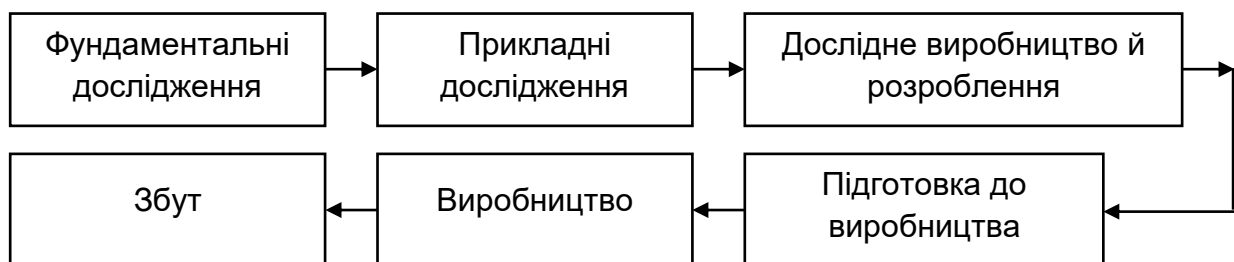 Фундаментальні
дослідження
Прикладні
дослідження
Дослідне виробництво й
розроблення
Підготовка до
виробництва
Виробництво
Збут